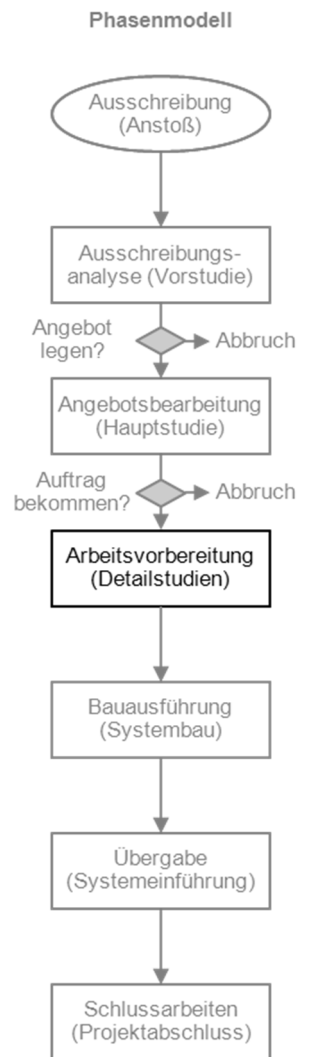 Phasenmodell
Ausschreibung
(Anstoß)
Ausschreibungs-
analyse (Vorstudie)
Angebot
legen?
Abbruch
Angebotsbearbeitung
(Hauptstudie)
Auftrag
bekommen?
Abbruch
Arbeitsvorbereitung
(Detailstudien)
Bauausführung
(Systembau)
Übergabe
(Systemeinführung)
Schlussarbeiten
(Projektabschluss)